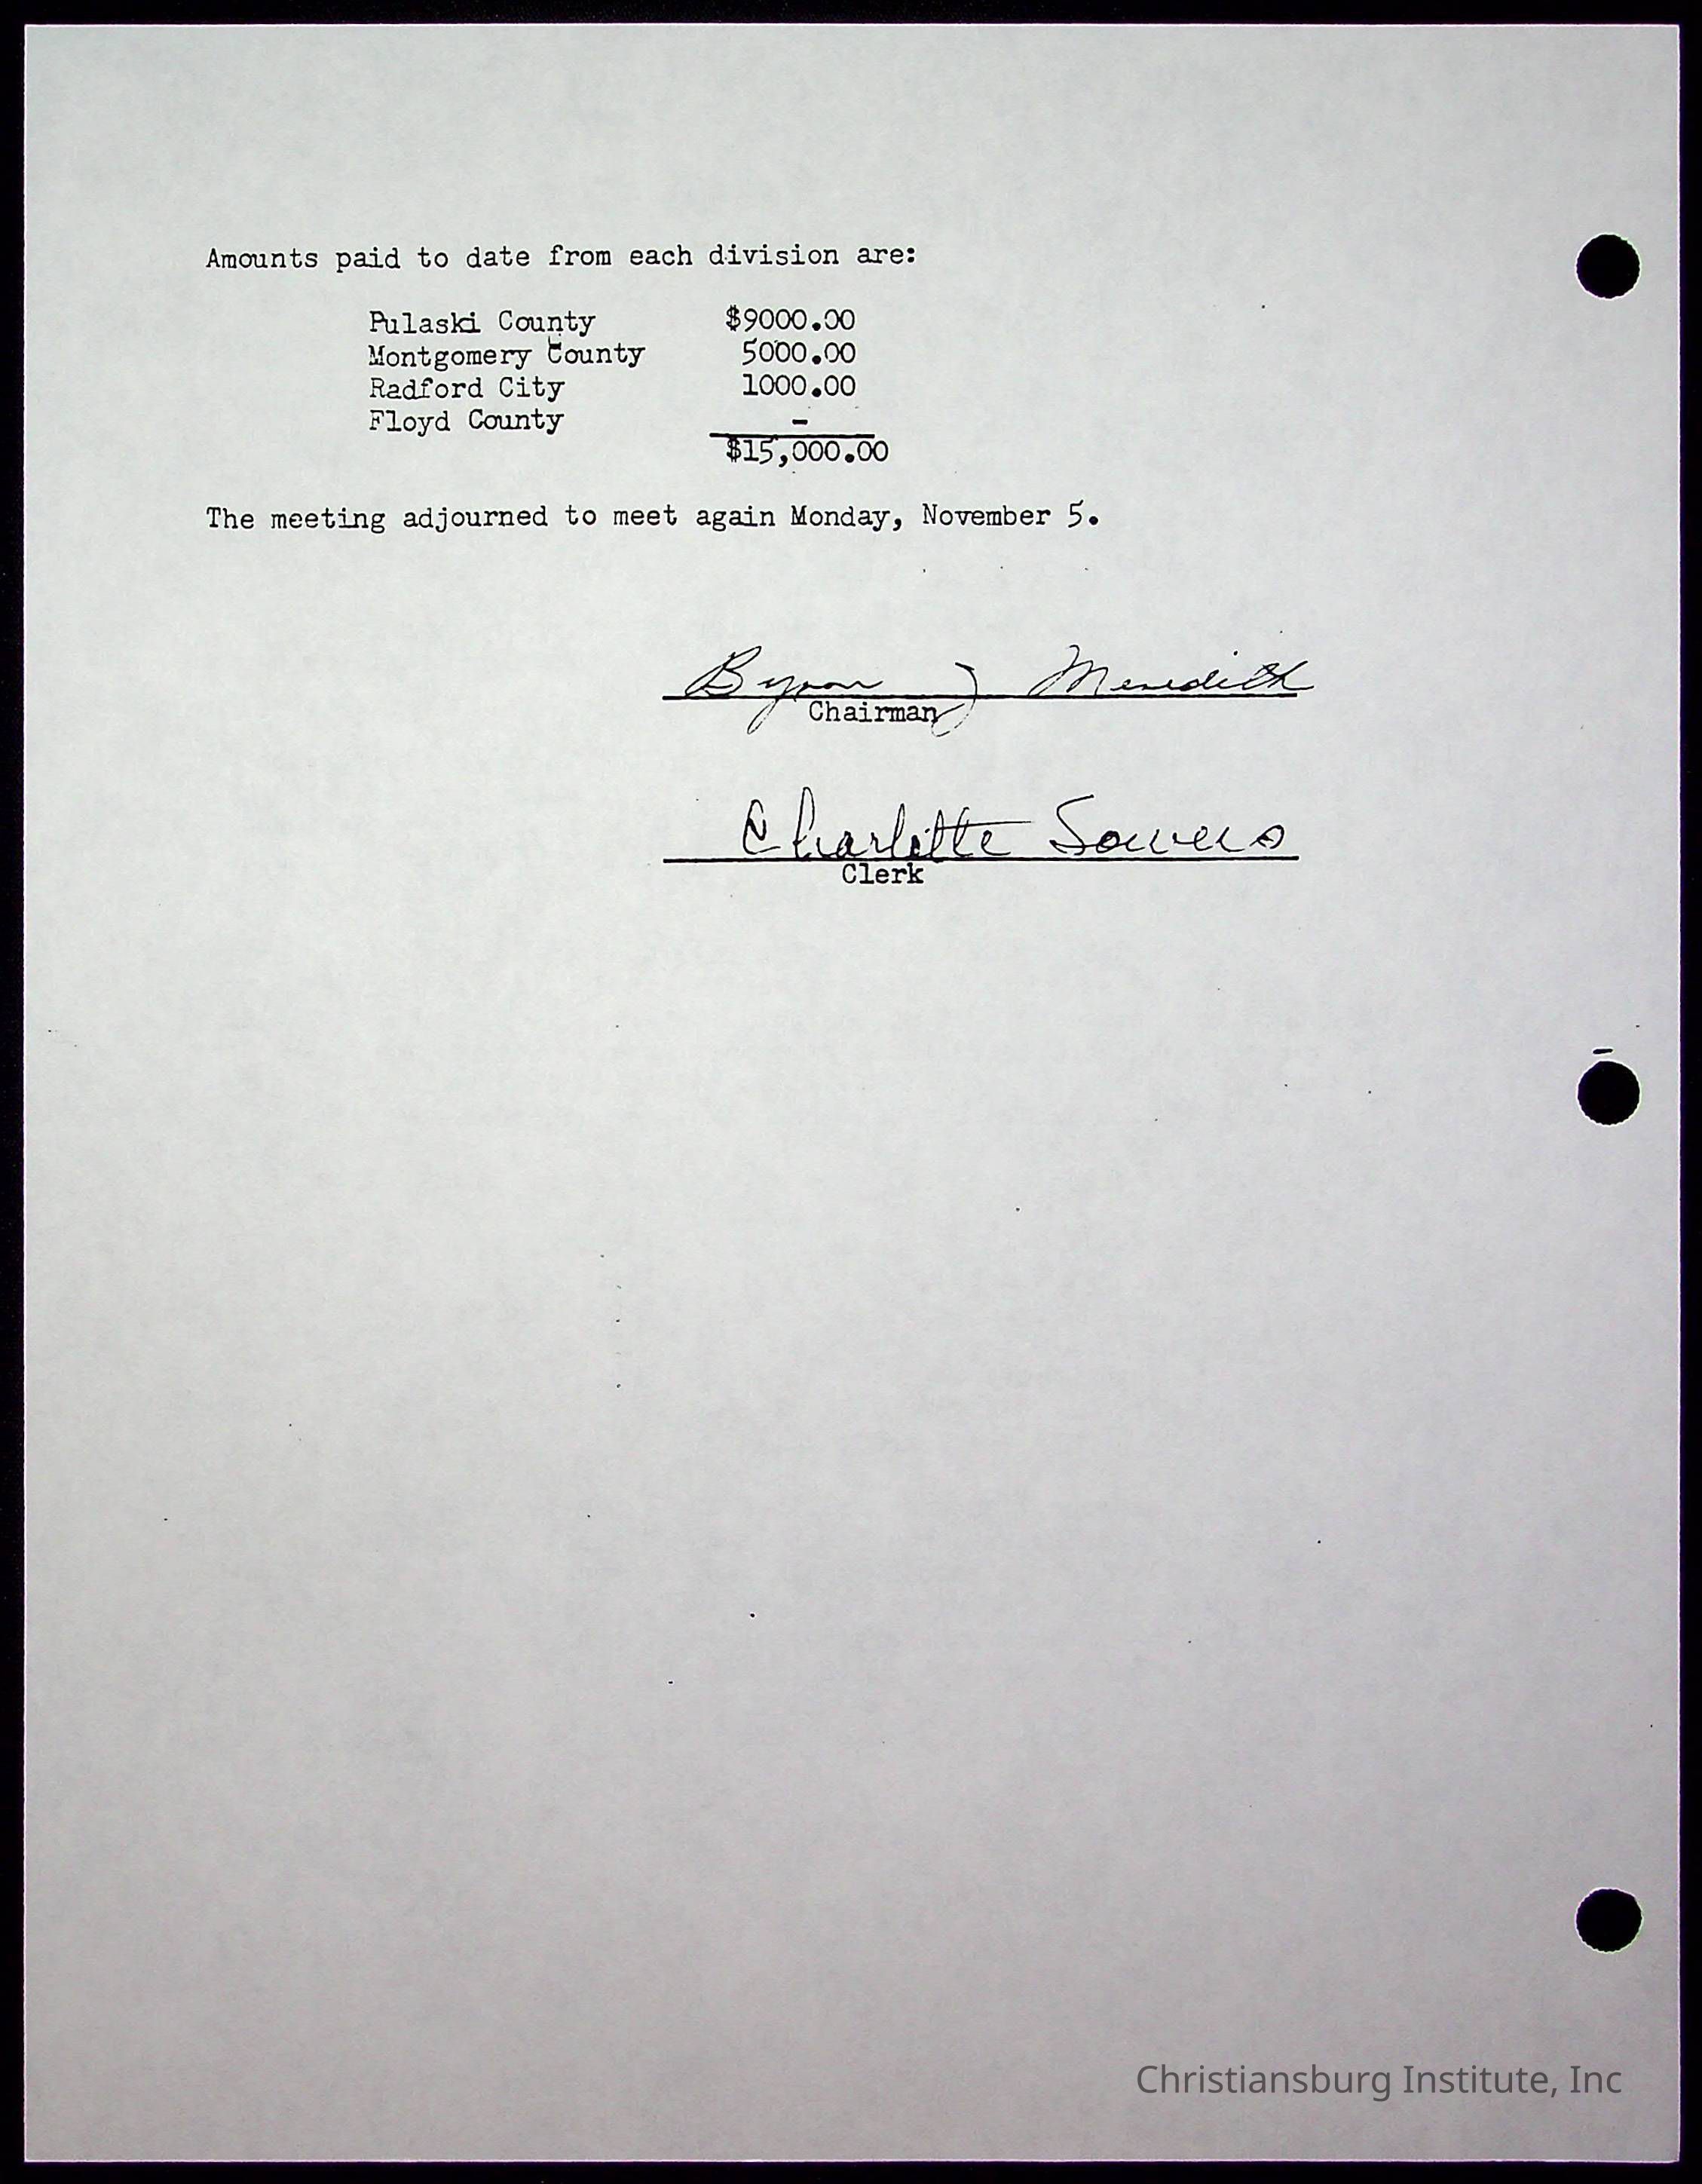 Amounts paid to date from each division are:
Pulaski County $9000.00
Montgomery County 5000.00
Radford City 1000.00
Floyd County -
$15,000.00
The meeting adjourned to meet again Monday, November 5.
Byron J Meredith
Chairman
Charlotte Sowers
Clerk
Christiansburg Institute, Inc